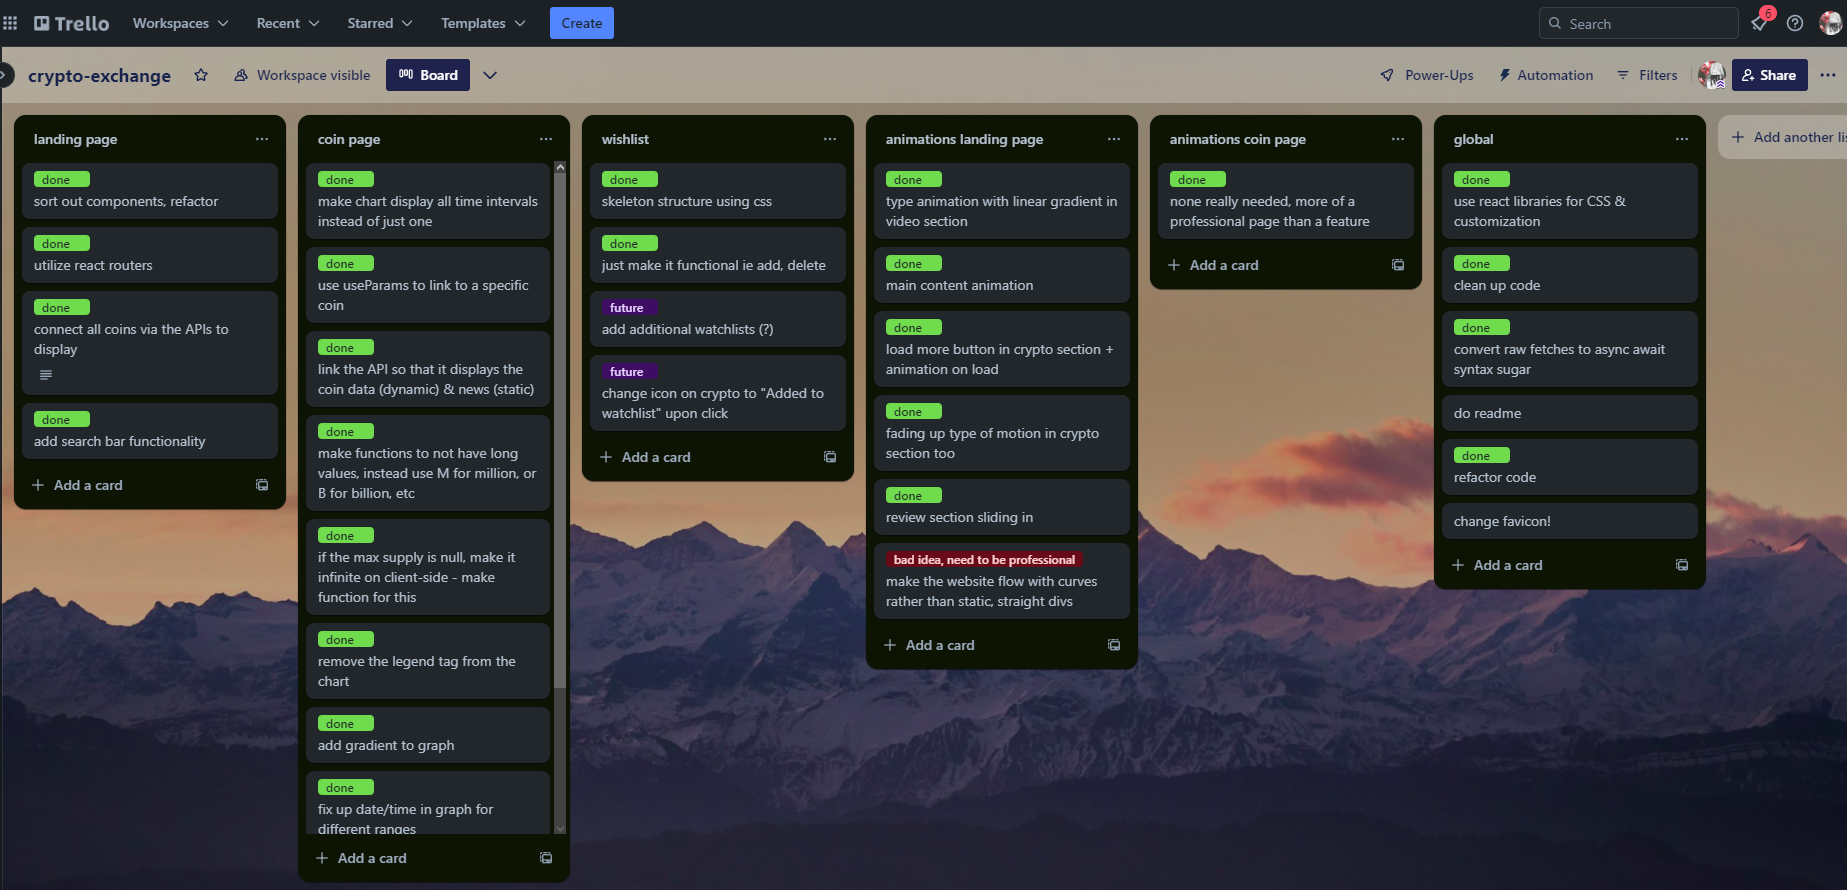 Trello
Workspaces
Recent
Starred
Templates
Create
Search
6
crypto-exchange
Workspace visible
Board
Power-Ups
Automation
Filters
Share
landing page
done
sort out components, refactor
done
utilize react routers
done
connect all coins via the APIs to
display
done
add search bar functionality
Add a card
coin page
done
make chart display all time intervals
instead of just one
done
use useParams to link to a specific
coin
done
link the API so that it displays the
coin data (dynamic) & news (static)
done
make functions to not have long
values, instead use M for million, or
B for billion, etc
done
if the max supply is null, make it
infinite on client-side - make
function for this
done
remove the legend tag from the
chart
done
add gradient to graph
done
fix up date/time in graph for
different ranges
Add a card
wishlist
done
skeleton structure using css
done
just make it functional ie add, delete
future
add additional watchlists (?)
future
change icon on crypto to "Added to
watchlist" upon click
Add a card
animations landing page
done
type animation with linear gradient in
video section
done
main content animation
done
load more button in crypto section +
animation on load
done
fading up type of motion in crypto
section too
done
review section sliding in
bad idea, need to be professional
make the website flow with curves
rather than static, straight divs
Add a card
animations coin page
done
none really needed, more of a
professional page than a feature
Add a card
global
done
use react libraries for CSS &
customization
done
clean up code
done
convert raw fetches to async await
syntax sugar
do readme
done
refactor code
change favicon!
Add a card
Add another lis